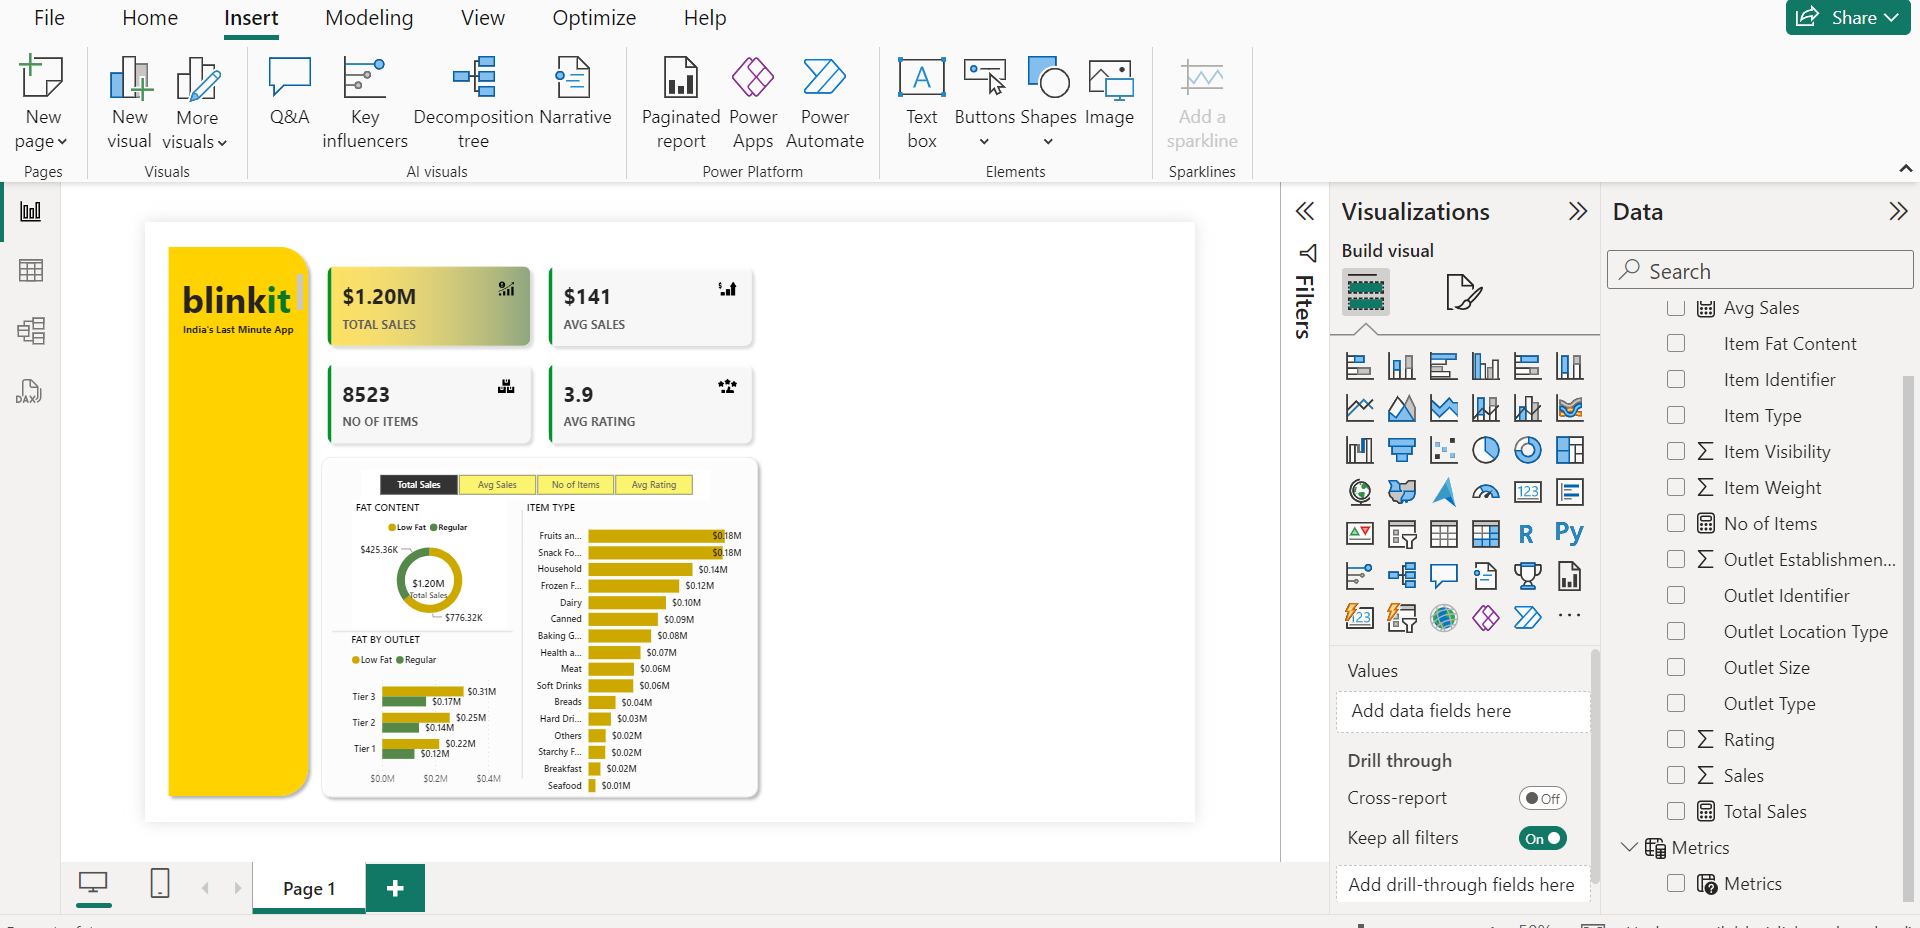 File Home Insert Modeling View Optimize Help Share
New page
New visual
More visuals
Q&A
Key influencers
Decomposition tree
Narrative
Paginated report
Power Apps
Power Automate
Text box
Buttons
Shapes
Image
Add a sparkline
Pages Visuals AI visuals Power Platform Elements Sparklines
DAX
blinkit
India's Last Minute App
$1.20M
TOTAL SALES
$141
AVG SALES
8523
NO OF ITEMS
3.9
AVG RATING
Total Sales Avg Sales No of Items Avg Rating
FAT CONTENT
Low Fat Regular
$425.36K
$1.20M
Total Sales
$776.32K
FAT BY OUTLET
Low Fat Regular
Tier 3 $0.31M
$0.17M
Tier 2 $0.25M
$0.14M
Tier 1 $0.22M
$0.12M
$0.0M $0.2M $0.4M
ITEM TYPE
Fruits an... $0.18M
Snack Fo... $0.18M
Household $0.14M
Frozen F... $0.12M
Dairy $0.10M
Canned $0.09M
Baking G... $0.08M
Health a... $0.07M
Meat $0.06M
Soft Drinks $0.06M
Breads $0.04M
Hard Dri... $0.03M
Others $0.02M
Starchy F... $0.02M
Breakfast $0.02M
Seafood $0.01M
Page 1
Filters
Visualizations
Build visual
123
R Py
123
Values
Add data fields here
Drill through
Cross-report Off
Keep all filters On
Add drill-through fields here
Data
Search
Avg Sales
Item Fat Content
Item Identifier
Item Type
Item Visibility
Item Weight
No of Items
Outlet Establishmen...
Outlet Identifier
Outlet Location Type
Outlet Size
Outlet Type
Rating
Sales
Total Sales
Metrics
Metrics